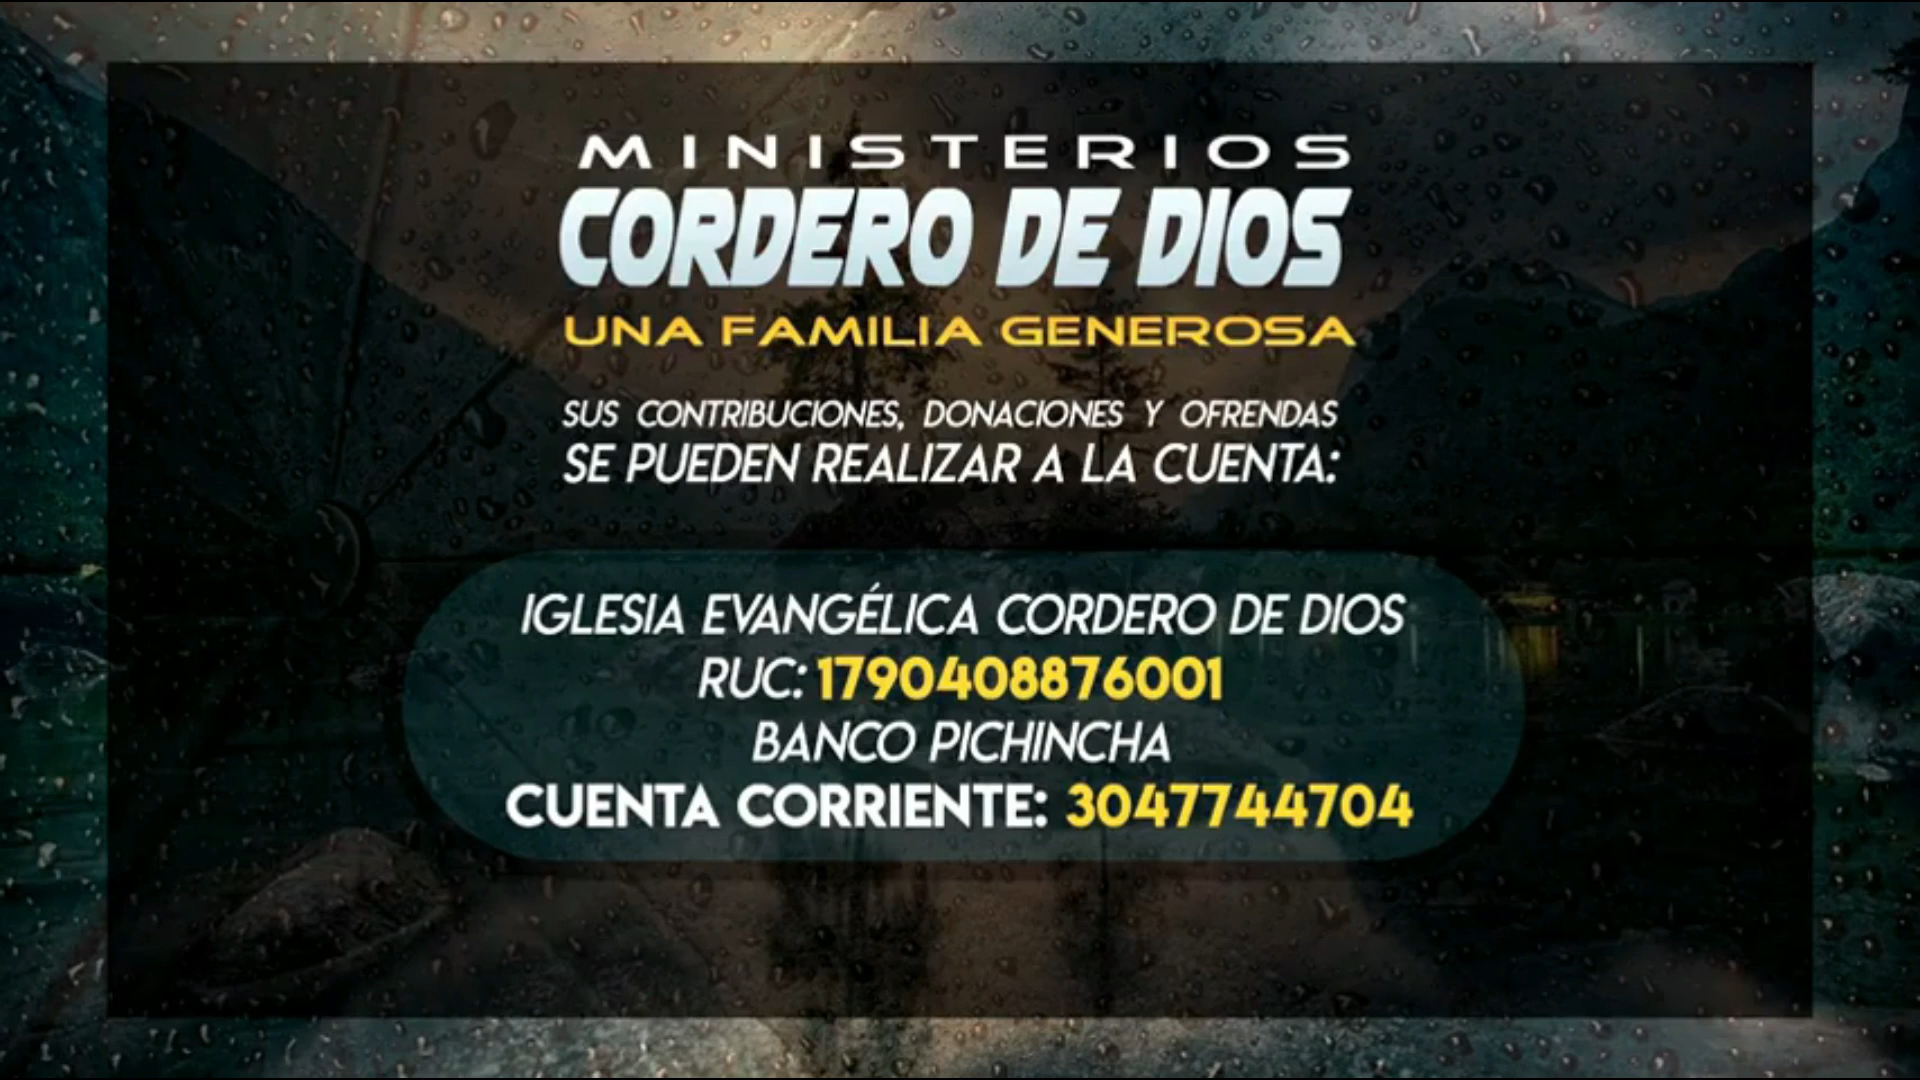 MINISTERIOS
CORDERO DE DIOS
UNA FAMILIA GENEROSA
SUS CONTRIBUCIONES, DONACIONES Y OFRENDAS
SE PUEDEN REALIZAR A LA CUENTA:
IGLESIA EVANGÉLICA CORDERO DE DIOS
RUC: 1790408876001
BANCO PICHINCHA
CUENTA CORRIENTE: 3047744704